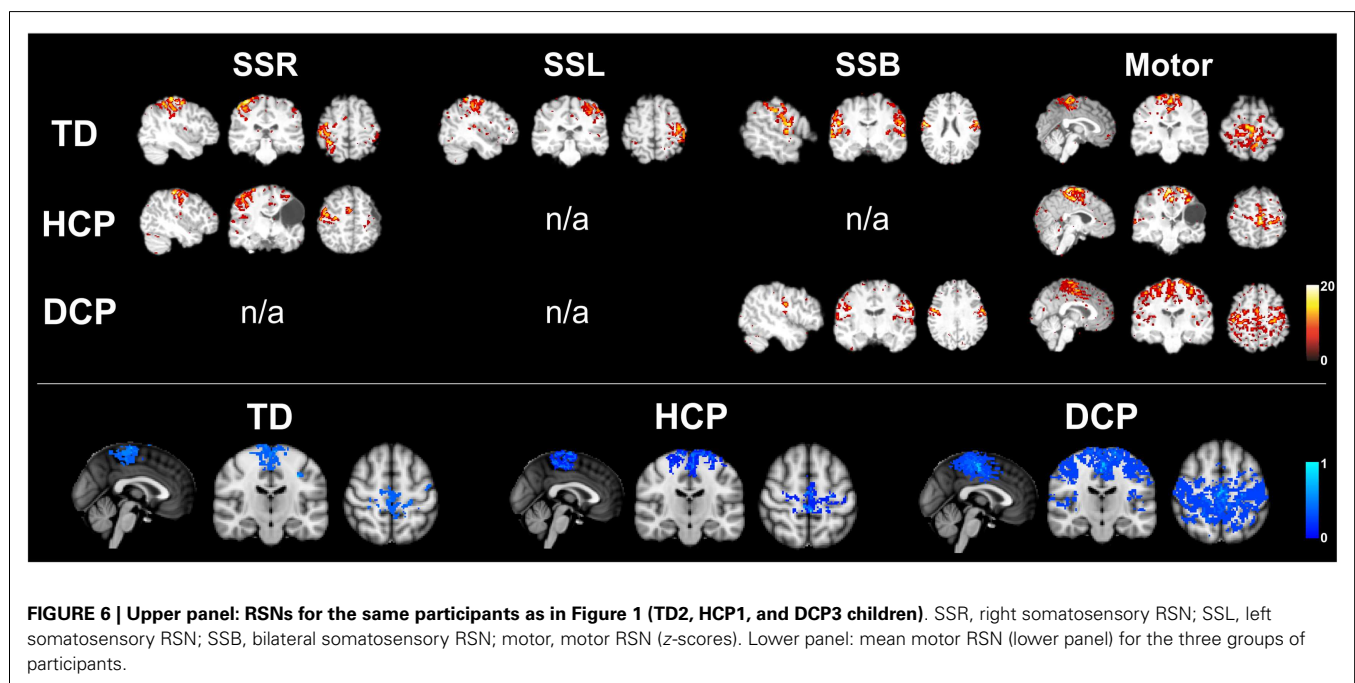 SSR SSL SSB Motor
TD
HCP n/a n/a
DCP n/a n/a
20
0
TD HCP DCP
1
0
FIGURE 6 | Upper panel: RSNs for the same participants as in Figure 1 (TD2, HCP1, and DCP3 children). SSR, right somatosensory RSN; SSL, left
somatosensory RSN; SSB, bilateral somatosensory RSN; motor, motor RSN (z-scores). Lower panel: mean motor RSN (lower panel) for the three groups of
participants.